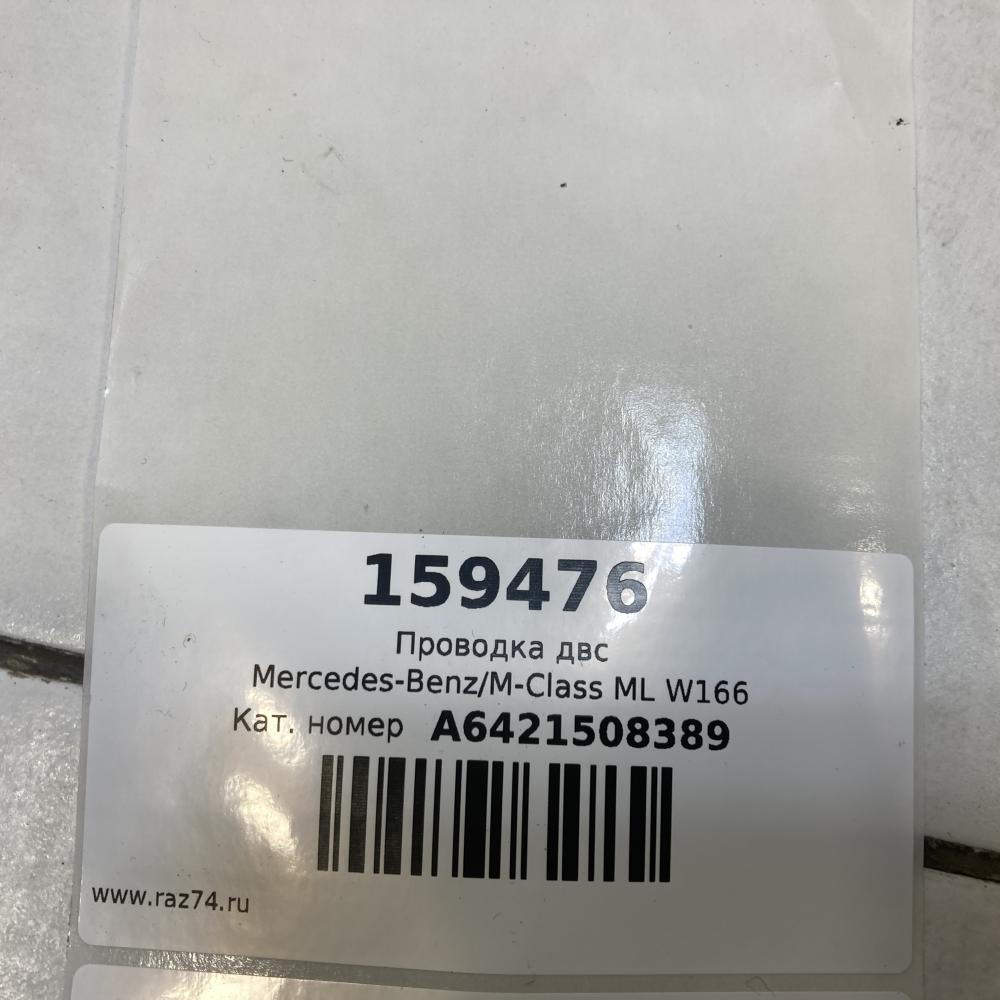 159476
Проводка двс
Mercedes-Benz/M-Class ML W166
Кат. номер A6421508389
www.raz74.ru